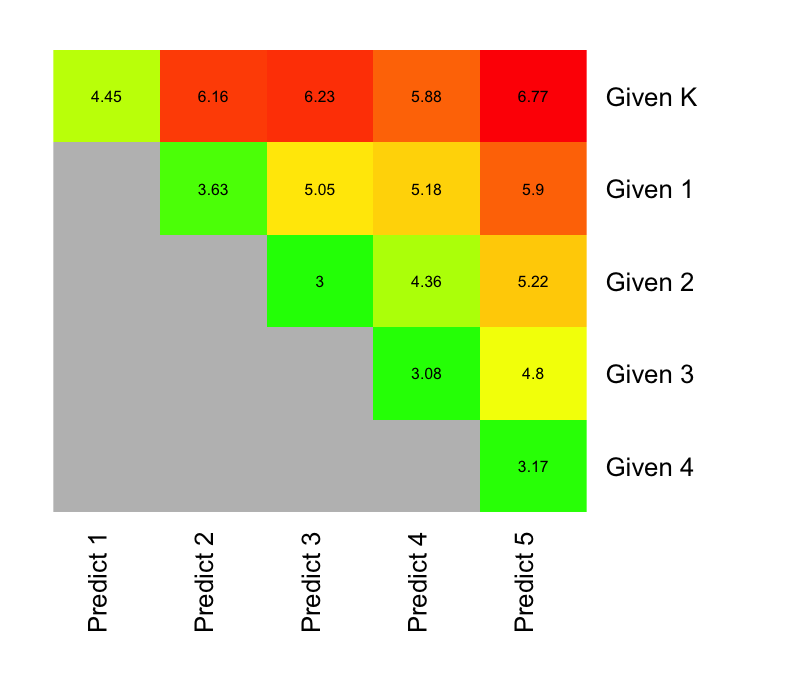 4.45 6.16 6.23 5.88 6.77 Given K
3.63 5.05 5.18 5.9 Given 1
3 4.36 5.22 Given 2
3.08 4.8 Given 3
3.17 Given 4
Predict 1 Predict 2 Predict 3 Predict 4 Predict 5